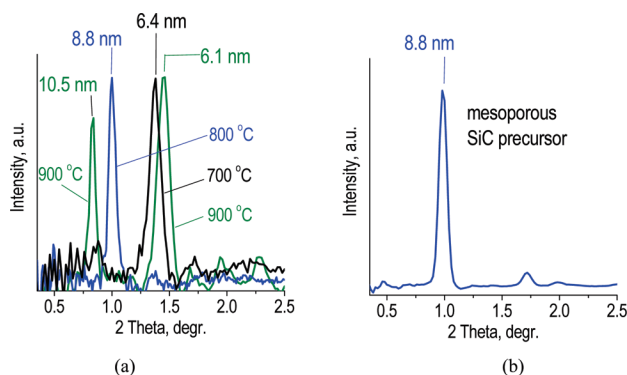 6.4 nm
8.8 nm
6.1 nm
10.5 nm
800 °C
900 °C
700 °C
900 °C
Intensity, a.u.
0.5 1.0 1.5 2.0 2.5
2 Theta, degr.
(a)
8.8 nm
mesoporous
SiC precursor
Intensity, a.u.
0.5 1.0 1.5 2.0 2.5
2 Theta, degr.
(b)